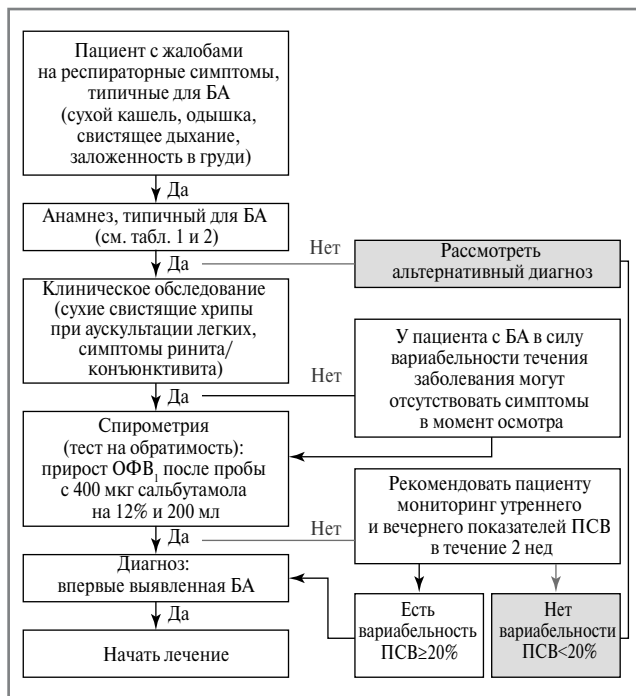 Пациент с жалобами
на респираторные симптомы,
типичные для БА
(сухой кашель, одышка,
свистящее дыхание,
заложенность в груди)
Да
Анамнез, типичный для БА
(см. табл. 1 и 2)
Нет
Рассмотреть
альтернативный диагноз
Да
Клиническое обследование
(сухие свистящие хрипы
при аускультации легких,
симптомы ринита/
конъюнктивита)
Нет
У пациента с БА в силу
вариабельности течения
заболевания могут
отсутствовать симптомы
в момент осмотра
Да
Спирометрия
(тест на обратимость):
прирост ОФВ₁ после пробы
с 400 мкг сальбутамола
на 12% и 200 мл
Нет
Рекомендовать пациенту
мониторинг утреннего
и вечернего показателей ПСВ
в течение 2 нед
Да
Диагноз:
впервые выявленная БА
Есть
вариабельность
ПСВ≥20%
Нет
вариабельности
ПСВ<20%
Да
Начать лечение